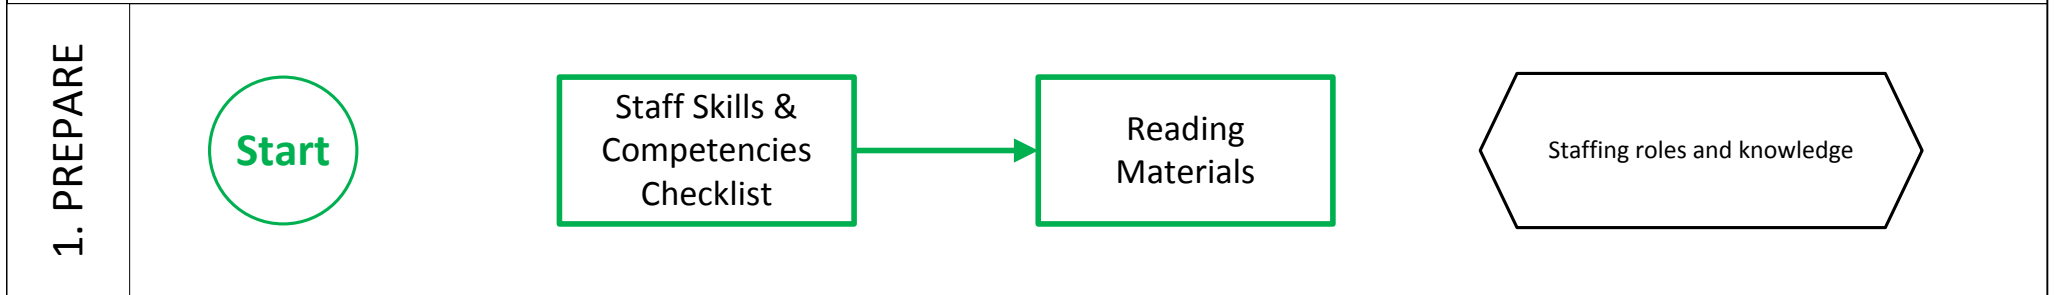 1. PREPARE
Start
Staff Skills &
Competencies
Checklist
Reading
Materials
Staffing roles and knowledge